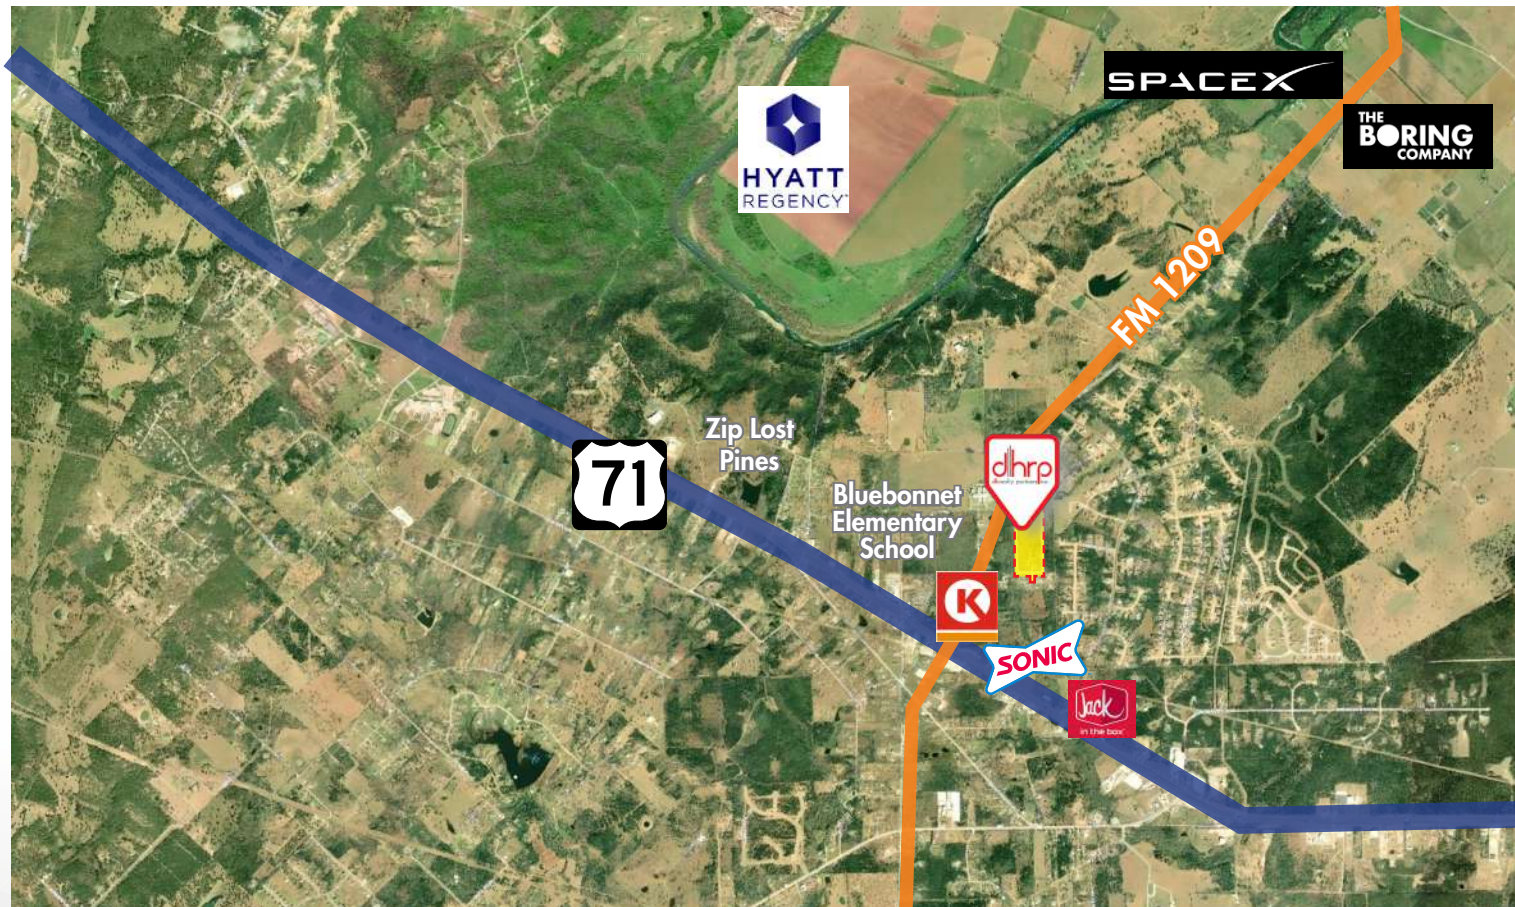 SPACEX
THE
BORING
COMPANY
HYATT
REGENCY
FM 1209
Zip Lost
Pines
71
dhrp
Bluebonnet
Elementary
School
K
SONIC
Jack
in the box